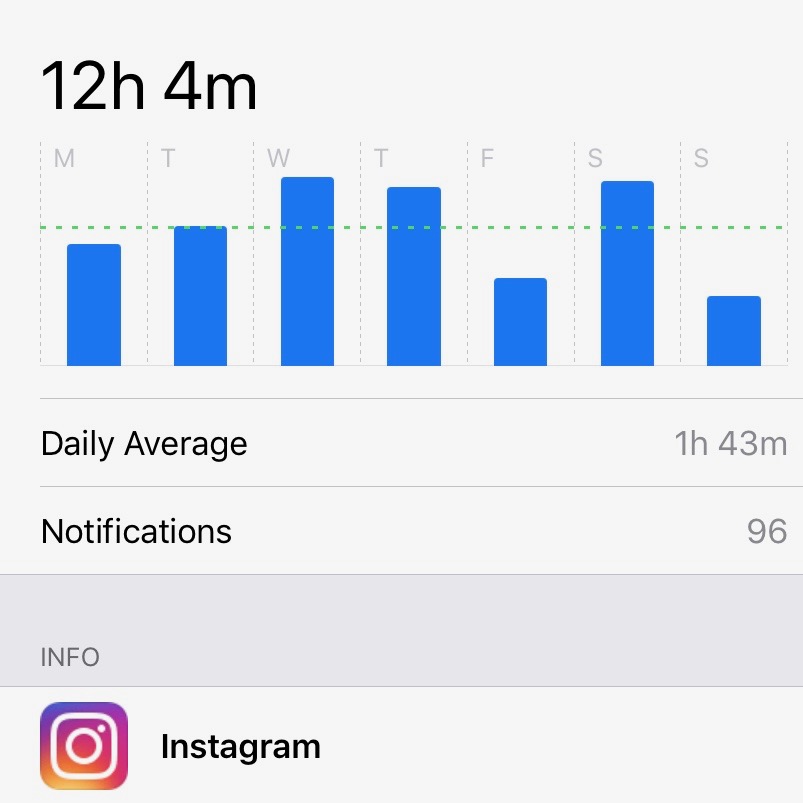 12h 4m
M T W T F S S
Daily Average 1h 43m
Notifications 96
INFO
Instagram